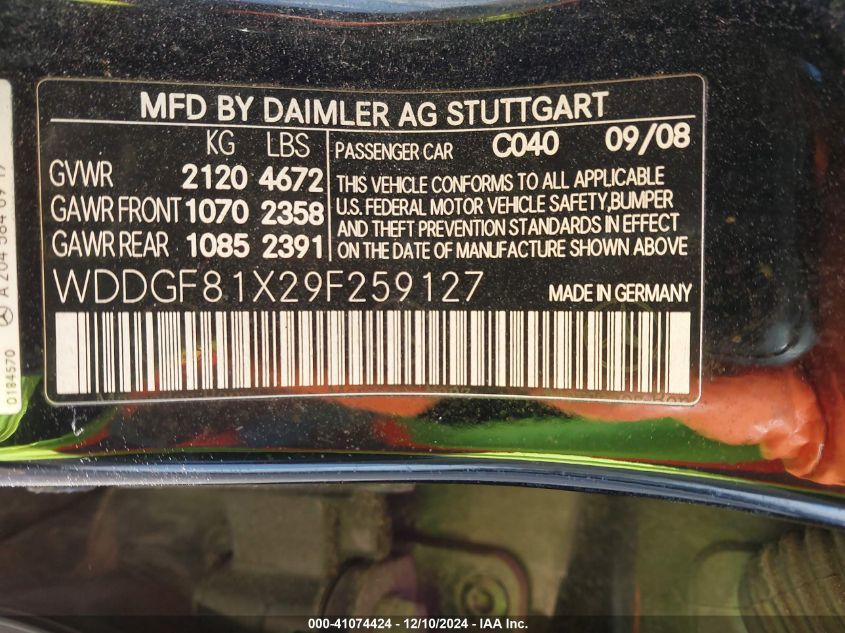 MFD BY DAIMLER AG STUTTGART
KG LBS
GVWR 2120 4672
GAWR FRONT 1070 2358
GAWR REAR 1085 2391
PASSENGER CAR C040 09/08
THIS VEHICLE CONFORMS TO ALL APPLICABLE
U.S. FEDERAL MOTOR VEHICLE SAFETY,BUMPER
AND THEFT PREVENTION STANDARDS IN EFFECT
ON THE DATE OF MANUFACTURE SHOWN ABOVE
WDDGF81X29F259127 MADE IN GERMANY
A 204 584
0184570
000-41074424 - 12/10/2024 - IAA Inc.